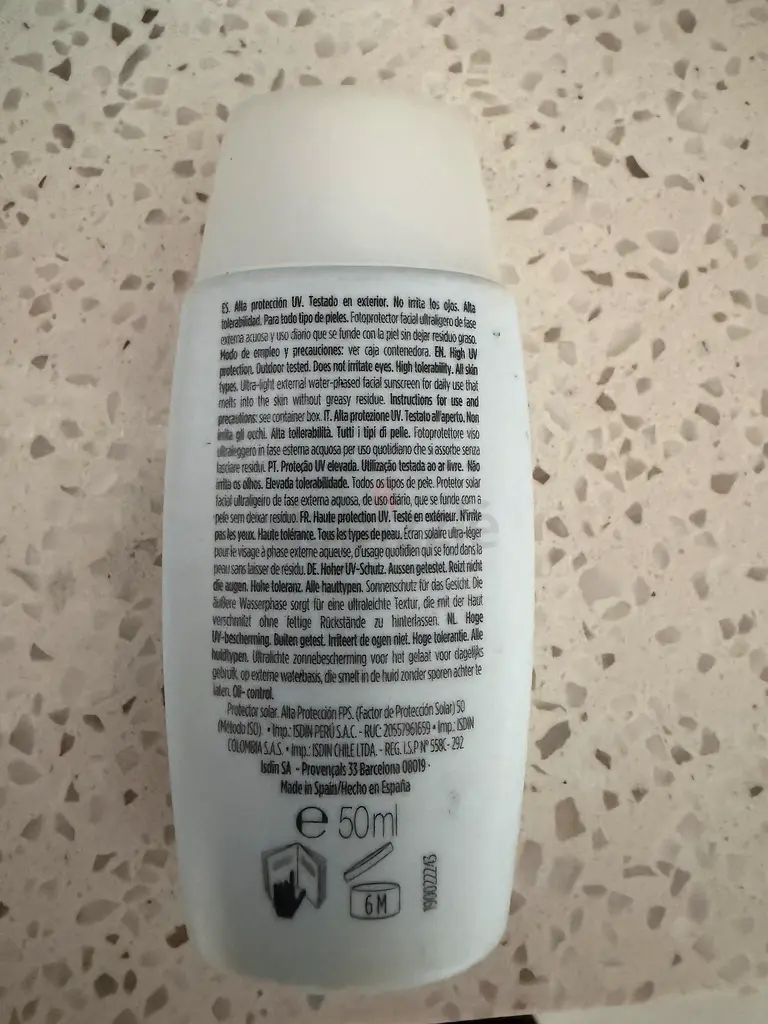 ES. Alta protección UV. Testado en exterior. No irrita los ojos. Alta
tolerabilidad. Para todo tipo de pieles. Fotoprotector facial ultraligero de fase
externa acuosa y uso diario que se funde con la piel sin dejar residuo graso.
Modo de empleo y precauciones: ver caja contenedora. EN. High UV
protection. Outdoor tested. Does not irritate eyes. High tolerability. All skin
types. Ultra-light external water-phased facial sunscreen for daily use that
melts into the skin without greasy residue. Instructions for use and
precautions: see container box. IT. Alta protezione UV. Testato all'aperto. Non
irrita gli occhi. Alta tollerabilità. Tutti i tipi di pelle. Fotoprotettore viso
ultraleggero in fase esterna acquosa per uso quotidiano che si assorbe senza
lasciare residui. PT. Proteção UV elevada. Utilização testada ao ar livre. Não
irrita os olhos. Elevada tolerabilidade. Todos os tipos de pele. Protetor solar
facial ultraligeiro de fase externa aquosa, de uso diário, que se funde com a
pele sem deixar resíduo. FR. Haute protection UV. Testé en extérieur. N'irrite
pas les yeux. Haute tolérance. Tous les types de peau. Écran solaire ultra-léger
pour le visage à phase externe aqueuse, d'usage quotidien qui se fond dans la
peau sans laisser de résidu. DE. Hoher UV-Schutz. Aussen getestet. Reizt nicht
die augen. Hohe toleranz. Alle hauttypen. Sonnenschutz für das Gesicht. Die
äußere Wasserphase sorgt für eine ultraleichte Textur, die mit der Haut
verschmilzt ohne fettige Rückstände zu hinterlassen. NL. Hoge
UV-bescherming. Buiten getest. Irriteert de ogen niet. Hoge tolerantie. Alle
huidtypen. Ultralichte zonnebescherming voor het gelaat voor dagelijks
gebruik, op externe waterbasis, die smelt in de huid zonder sporen achter te
laten. Oil-control.
Protector solar. Alta Protección FPS. (Factor de Protección Solar) 50
(Método ISO). • Imp.: ISDIN PERÚ S.A.C. - RUC: 20557961659 • Imp.: ISDIN
COLOMBIA S.A.S. • Imp.: ISDIN CHILE LTDA. - REG. I.S.P Nº 558C-292
Isdin SA - Provençals 33 Barcelona 08019 ·
Made in Spain/Hecho en España
e 50ml
6M
190022243